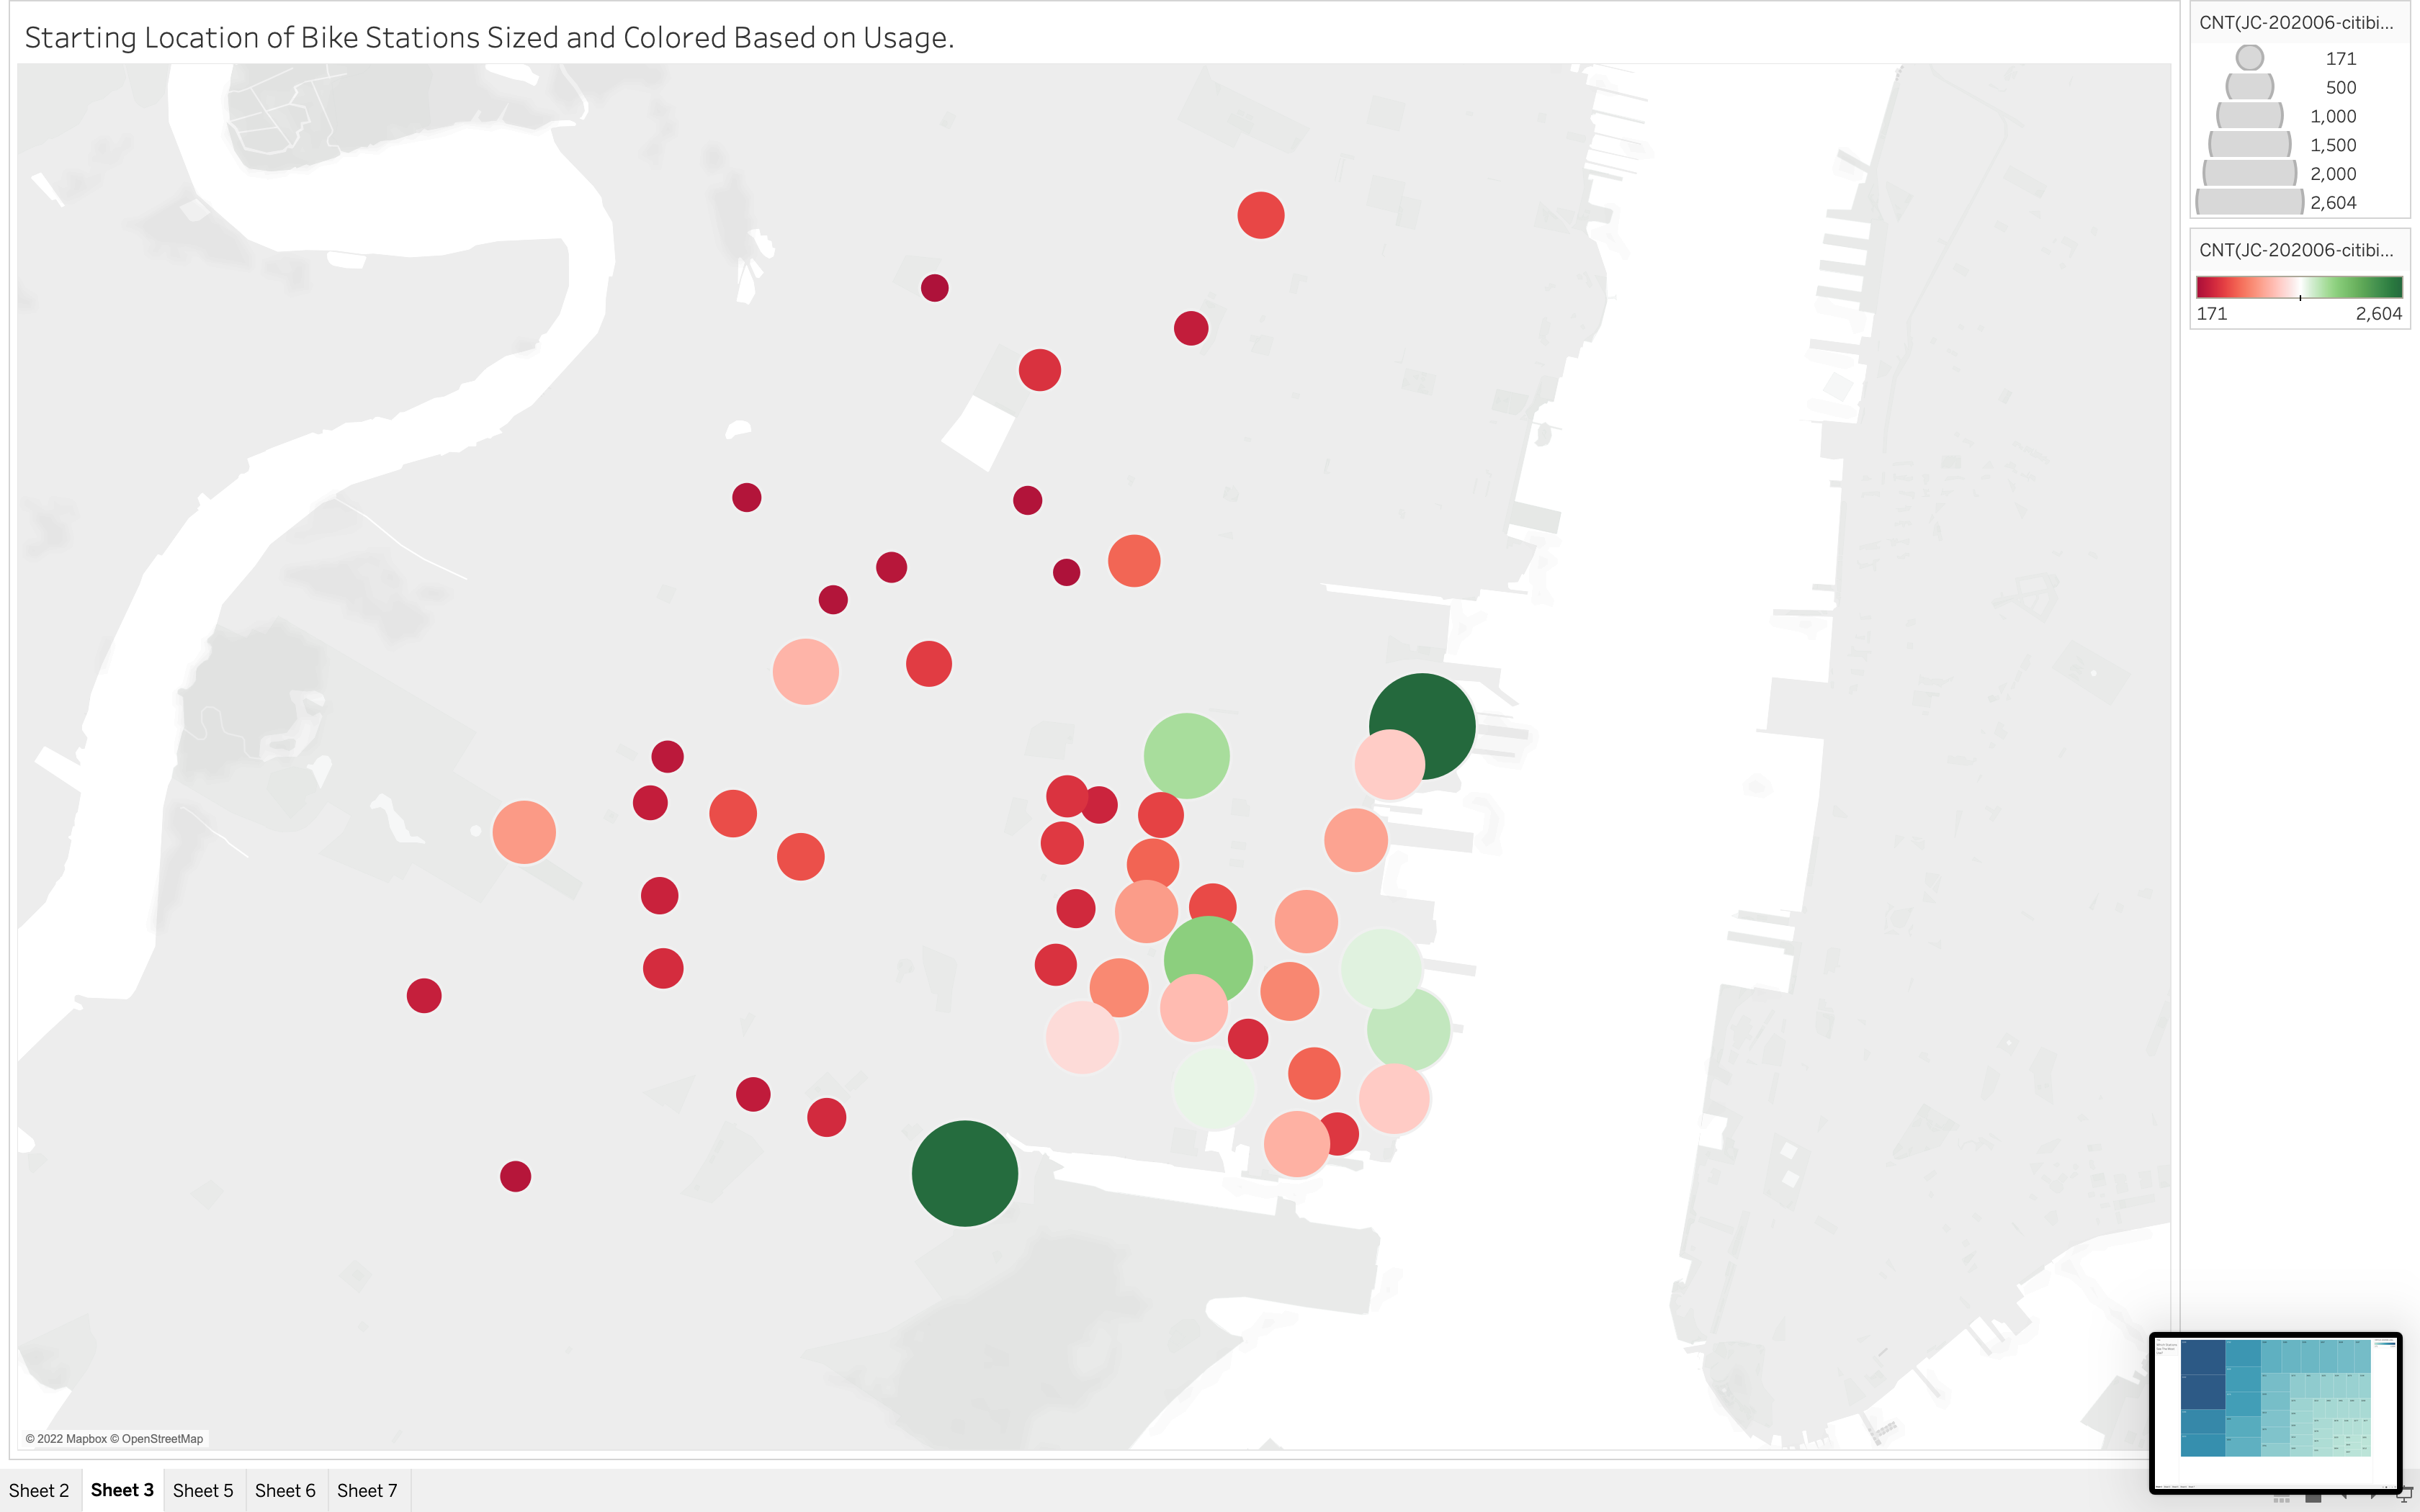 Starting Location of Bike Stations Sized and Colored Based on Usage.
CNT(JC-202006-citibi...
171
500
1,000
1,500
2,000
2,604
CNT(JC-202006-citibi...
171 2,604
© 2022 Mapbox © OpenStreetMap
Sheet 2 Sheet 3 Sheet 5 Sheet 6 Sheet 7